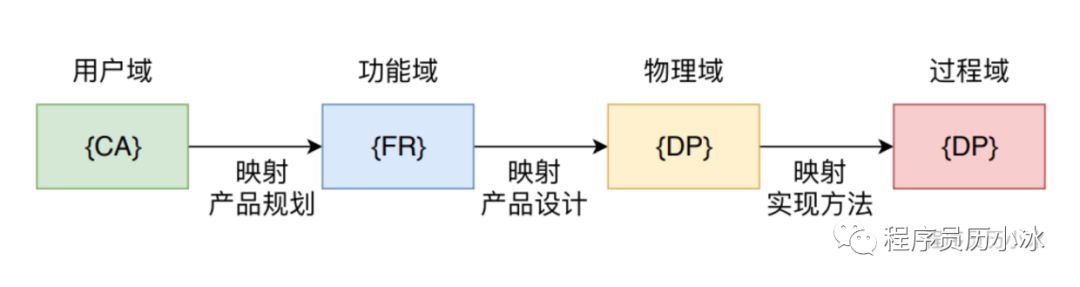 用户域
功能域
物理域
过程域
{CA}
{FR}
{DP}
{DP}
映射
产品规划
映射
产品设计
映射
实现方法
程序员历小冰